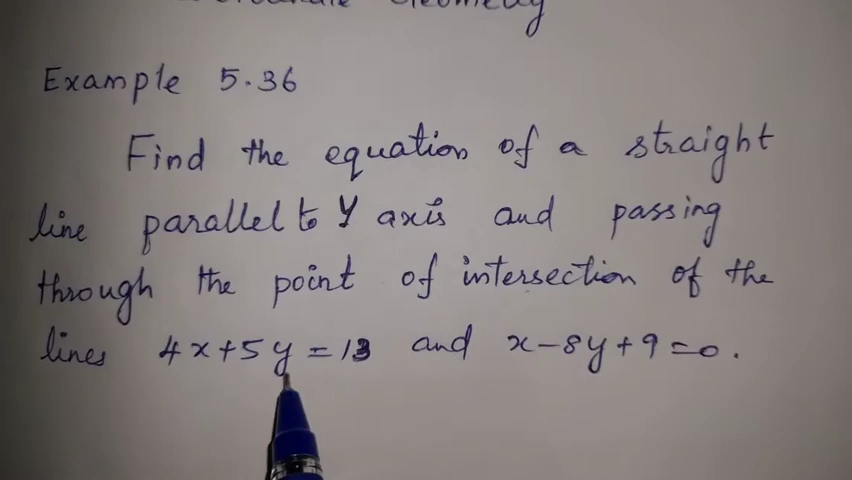 Geometry
Example 5.36
Find the equation of a straight
line parallel to Y axis and passing
through the point of intersection of the
lines 4x+5y=13 and x-8y+9=0.